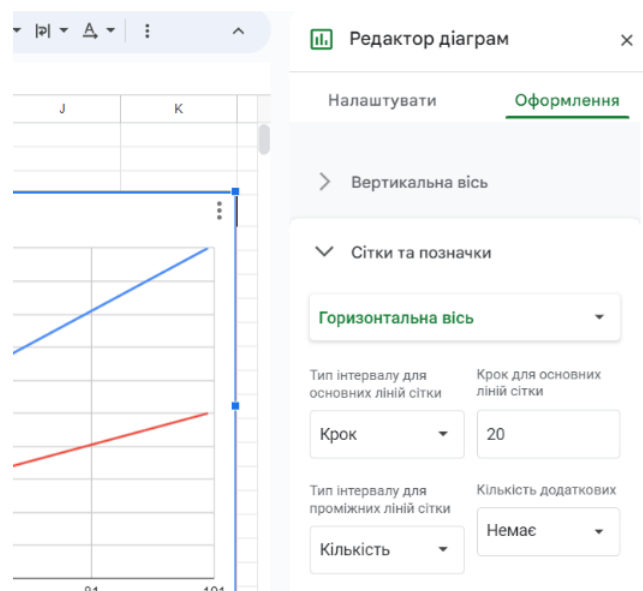 Редактор діаграм
Налаштувати
Оформлення
J
K
Вертикальна вісь
Сітки та позначки
Горизонтальна вісь
Тип інтервалу для
основних ліній сітки
Крок для основних
ліній сітки
Крок
20
Тип інтервалу для
проміжних ліній сітки
Кількість додаткових
Кількість
Немає